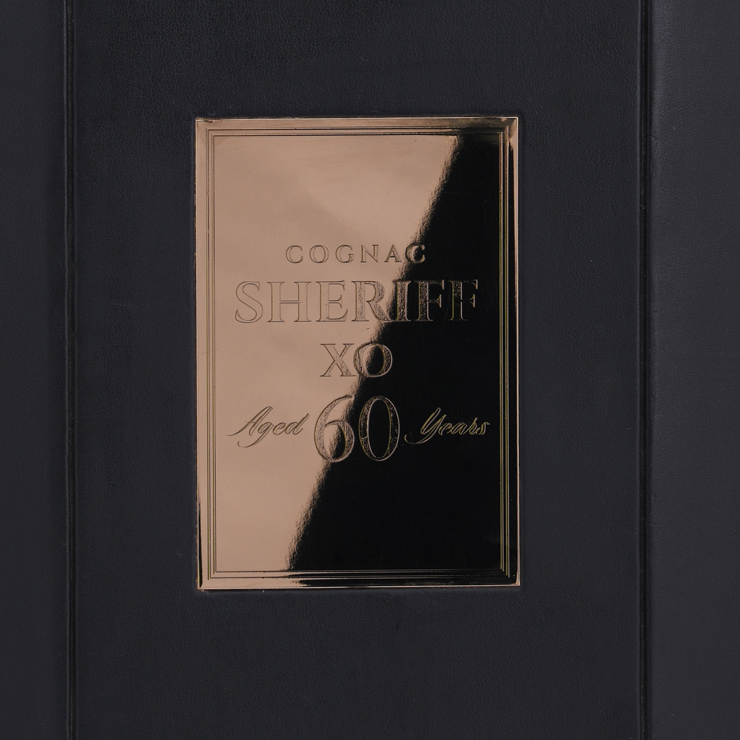 COGNAC
SHERIFF
XO
Aged 60 Years